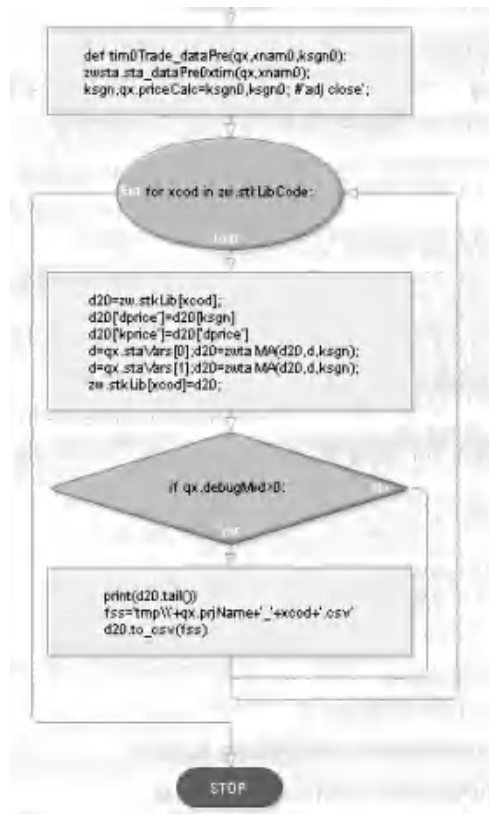 def tim0Trade_dataPre(qx,xnam0,ksgn0):
zwsta.sta_dataPre0xtim(qx,xnam0);
ksgn,qx.priceCalc=ksgn0,ksgn0; #'adj close';
for xcod in zw.stkLibCode:
d20=zw.stkLib[xcod];
d20['dprice']=d20[ksgn]
d20['kprice']=d20['dprice']
d=qx.staVars[0];d20=zwta.MA(d20,d,ksgn);
d=qx.staVars[1];d20=zwta.MA(d20,d,ksgn);
zw.stkLib[xcod]=d20;
if qx.debugMod>0:
print(d20.tail())
fss='tmp\\'+qx.prjName+'_'+xcod+'.csv'
d20.to_csv(fss)
STOP